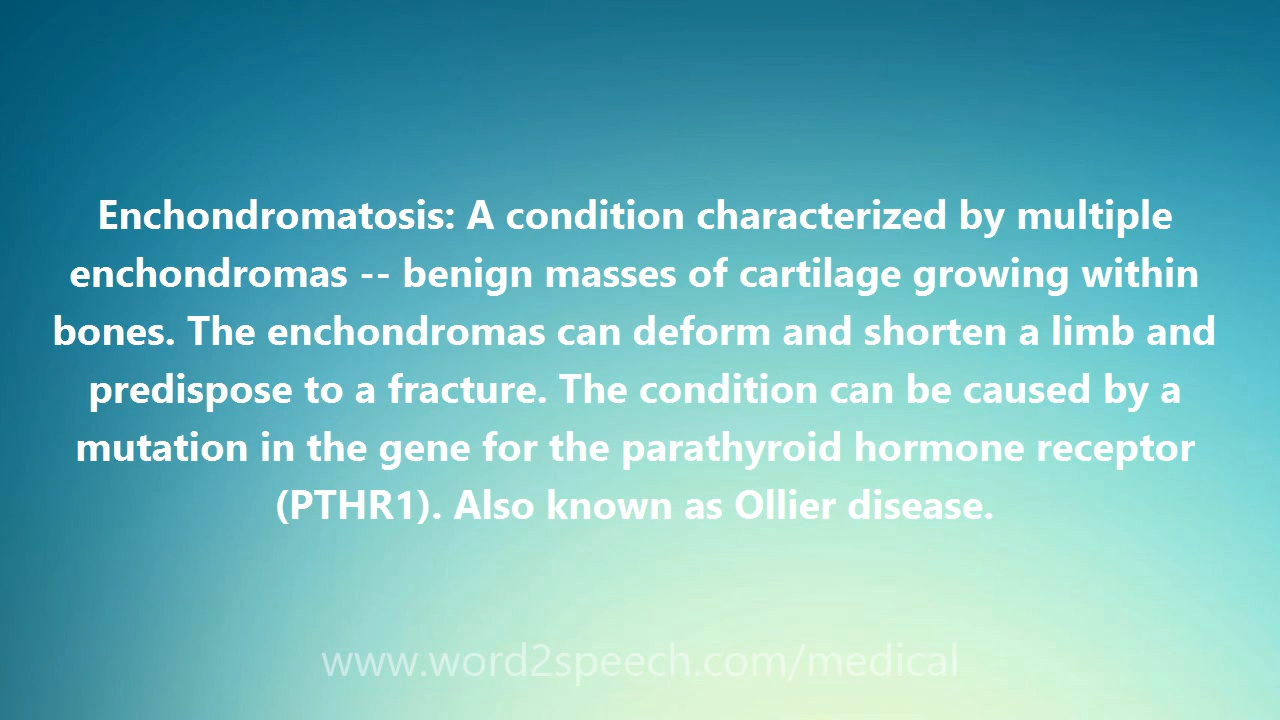 Enchondromatosis: A condition characterized by multiple
enchondromas -- benign masses of cartilage growing within
bones. The enchondromas can deform and shorten a limb and
predispose to a fracture. The condition can be caused by a
mutation in the gene for the parathyroid hormone receptor
(PTHR1). Also known as Ollier disease.
www.word2speech.com/medical